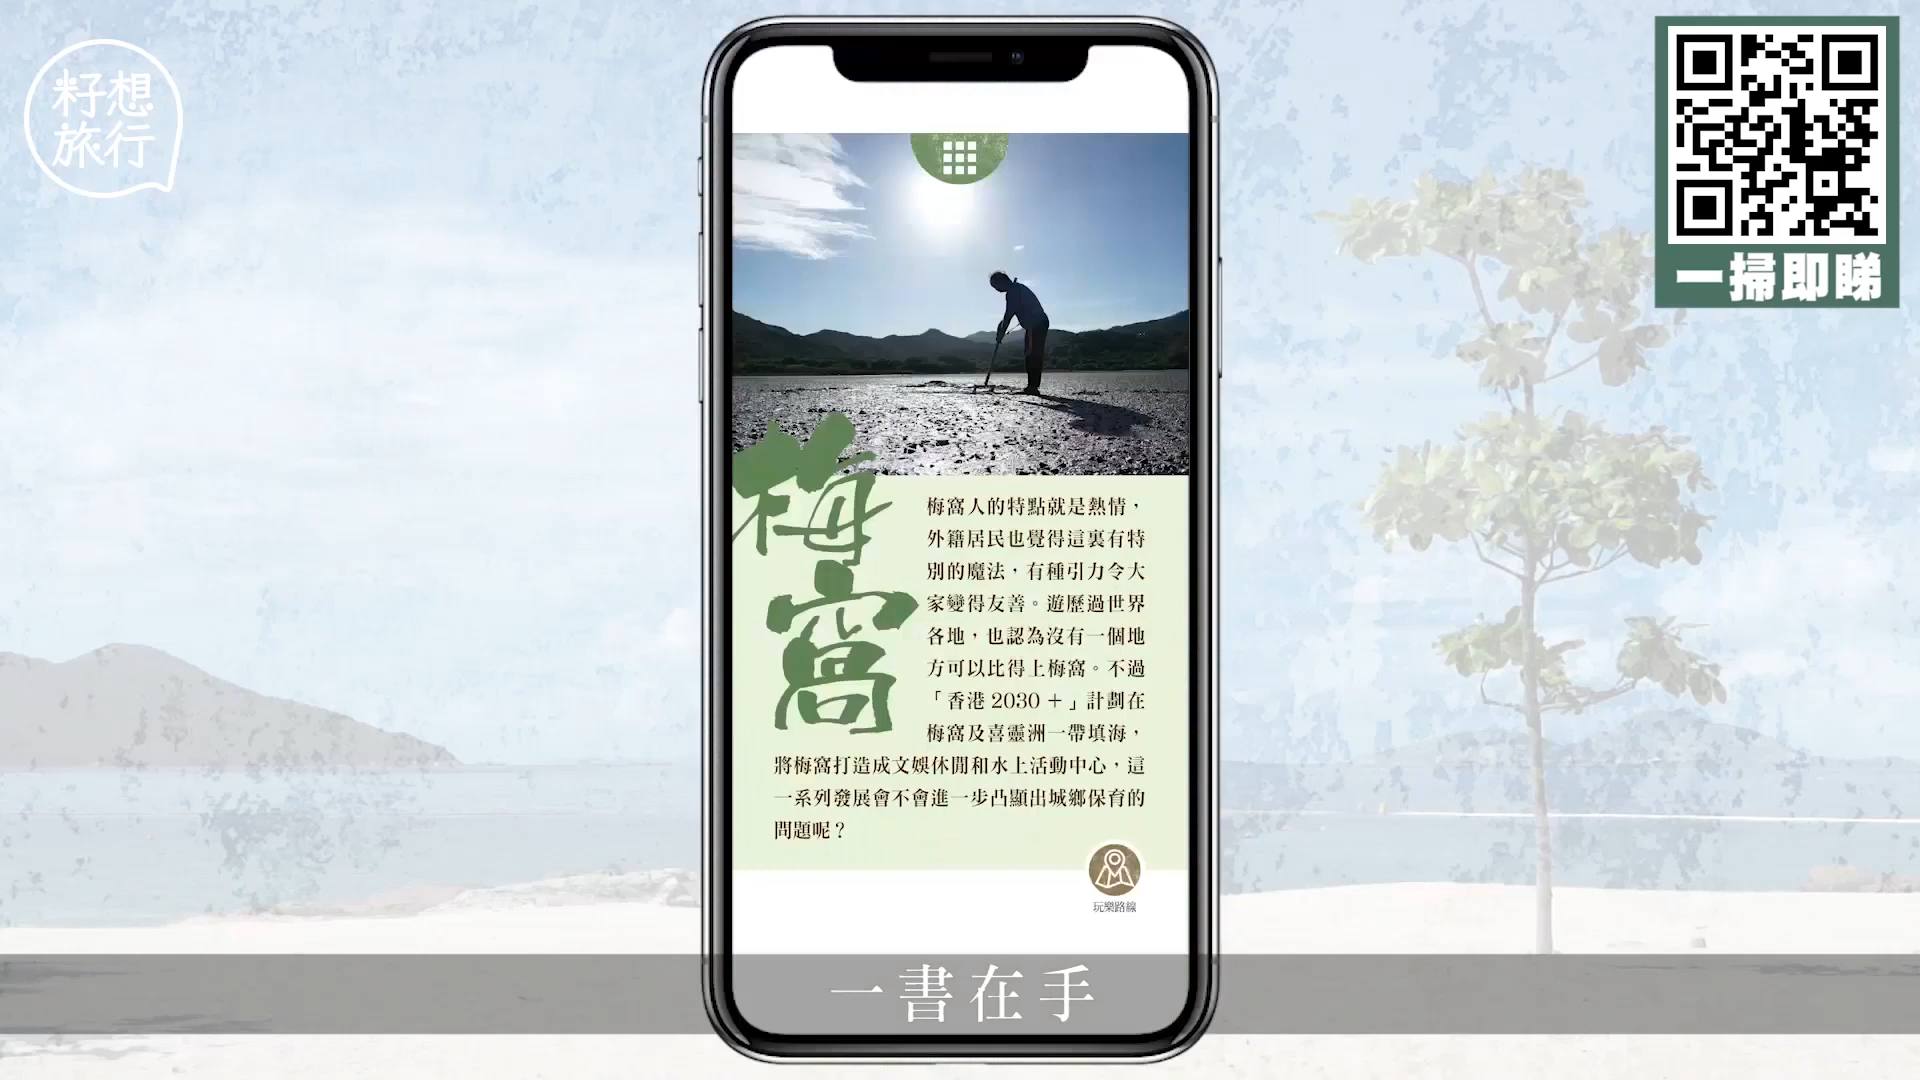 籽想
旅行
一掃即睇
梅窩
梅窩人的特點就是熱情，
外籍居民也覺得這裏有特
別的魔法，有種引力令大
家變得友善。遊歷過世界
各地，也認為沒有一個地
方可以比得上梅窩。不過
「香港 2030 +」計劃在
梅窩及喜靈洲一帶填海，
將梅窩打造成文娛休閒和水上活動中心，這
一系列發展會不會進一步凸顯出城鄉保育的
問題呢？
玩樂路線
一書在手